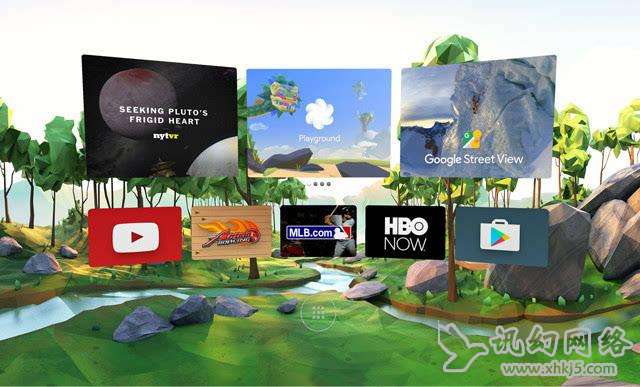 SEEKING PLUTO'S
FRIGID HEART
nytvr
Playground
Google Street View
MLB.com
HBO
NOW
讯幻网络
www.xhkj5.com